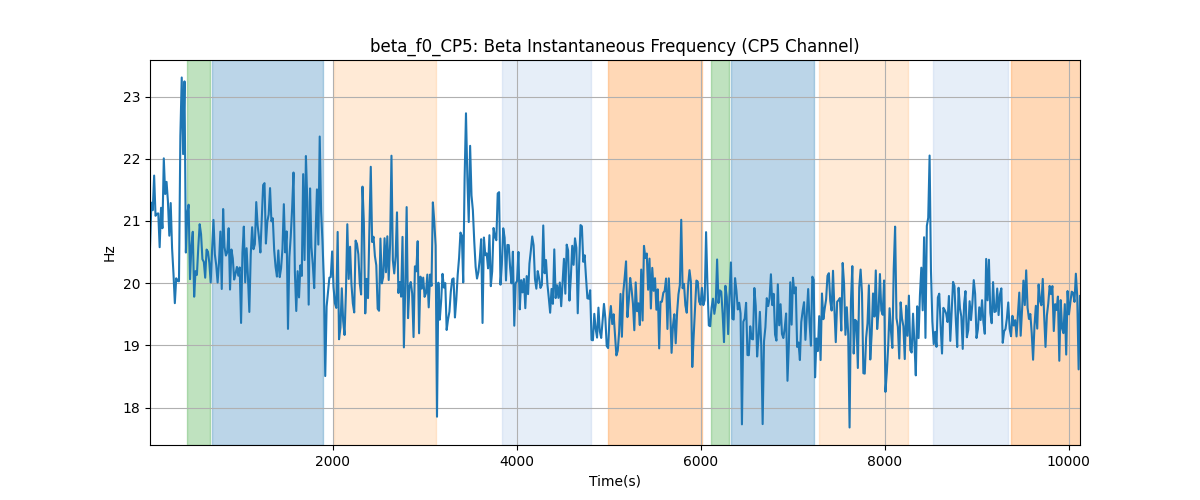 beta_f0_CP5: Beta Instantaneous Frequency (CP5 Channel)
23
22
21
20
19
18
Hz
2000 4000 6000 8000 10000
Time(s)